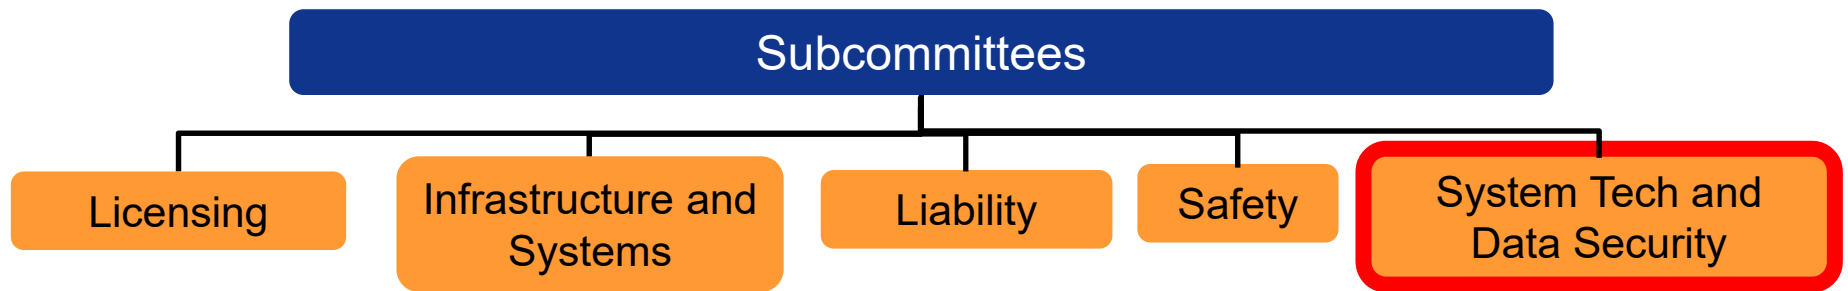 Subcommittees
Licensing
Infrastructure and
Systems
Liability
Safety
System Tech and
Data Security